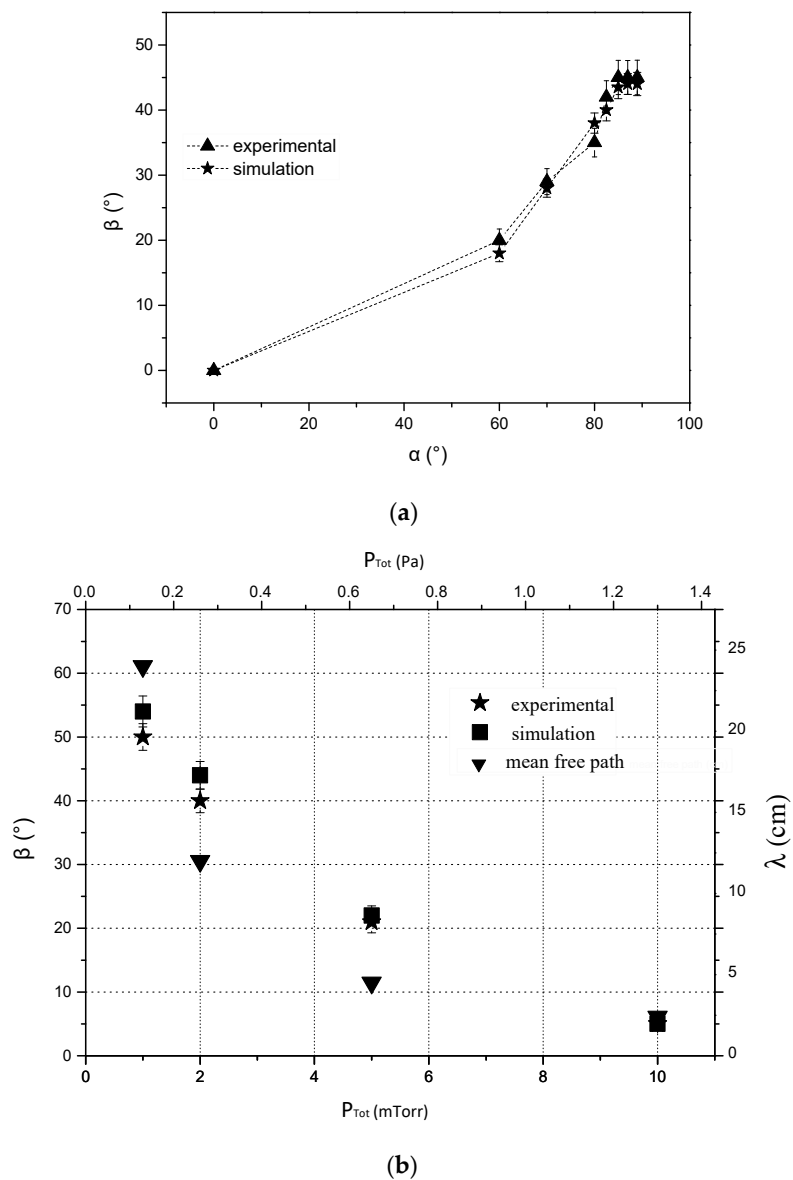 50
40
30
20
10
0
β (°)
experimental
simulation
0 20 40 60 80 100
α (°)
(a)
P_Tot (Pa)
0.0 0.2 0.4 0.6 0.8 1.0 1.2 1.4
70
60
50
40
30
20
10
0
β (°)
experimental
simulation
mean free path
25
20
15
10
5
0
λ (cm)
0 2 4 6 8 10
P_Tot (mTorr)
(b)